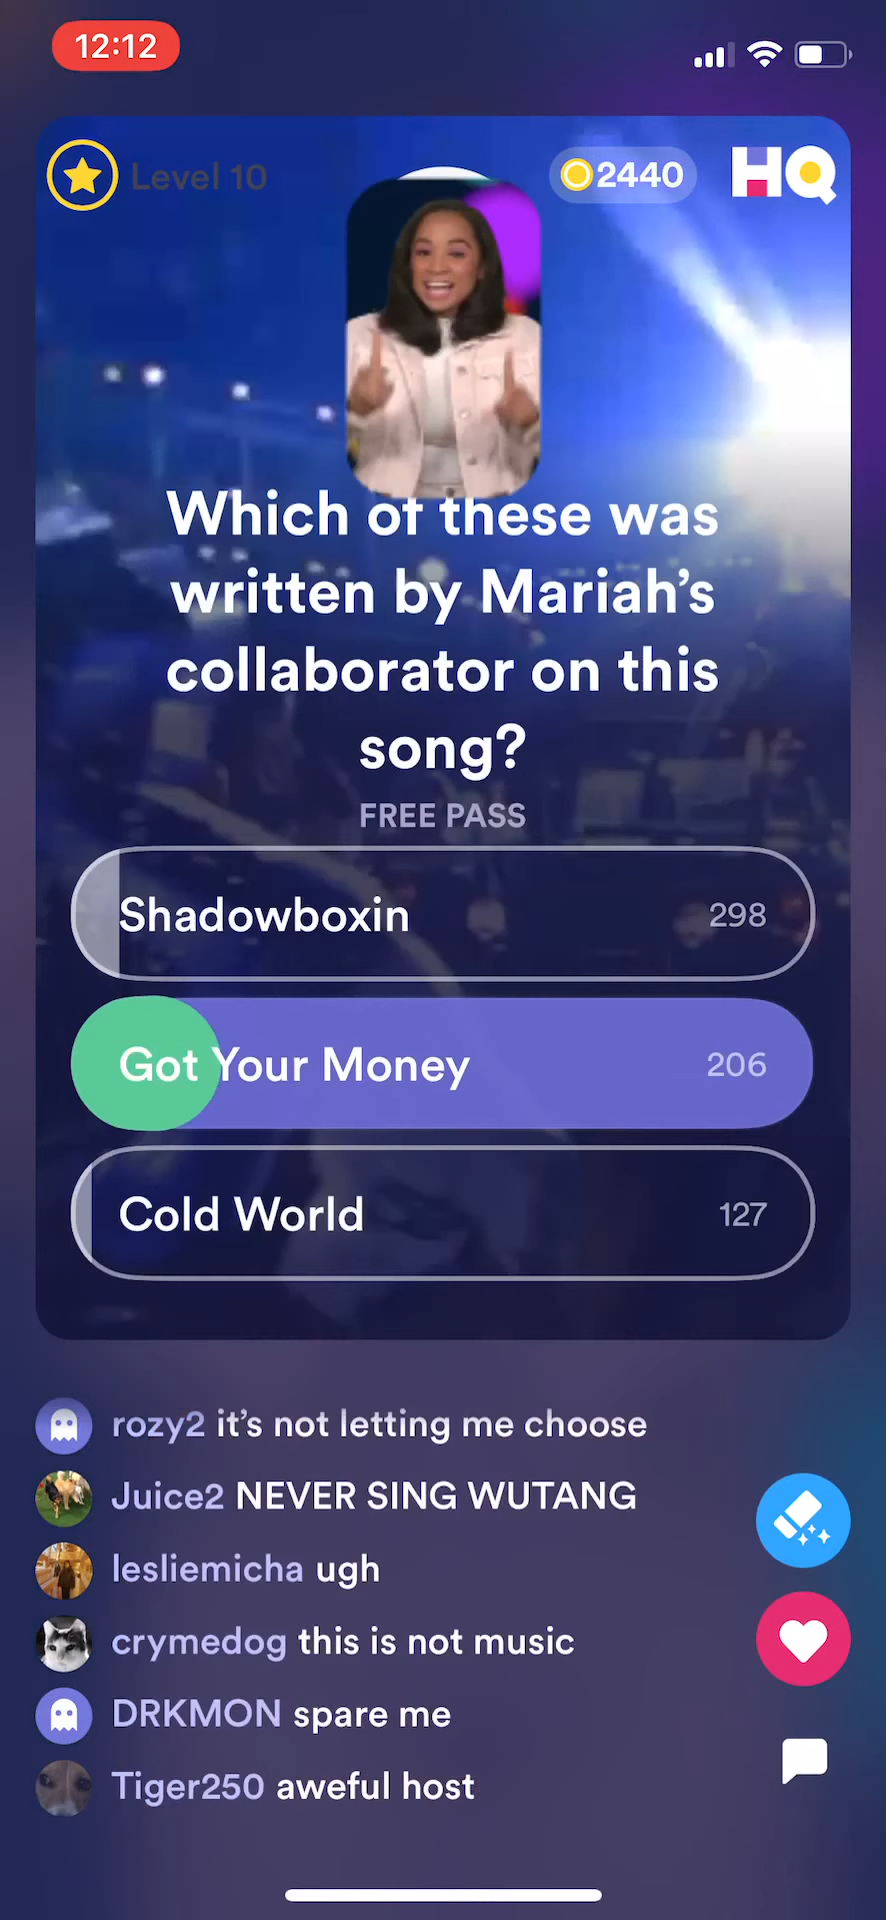 12:12
Level 10
2440
HQ
Which of these was
written by Mariah’s
collaborator on this
song?
FREE PASS
Shadowboxin 298
Got Your Money 206
Cold World 127
rozy2 it’s not letting me choose
Juice2 NEVER SING WUTANG
lesliemicha ugh
crymedog this is not music
DRKMON spare me
Tiger250 aweful host